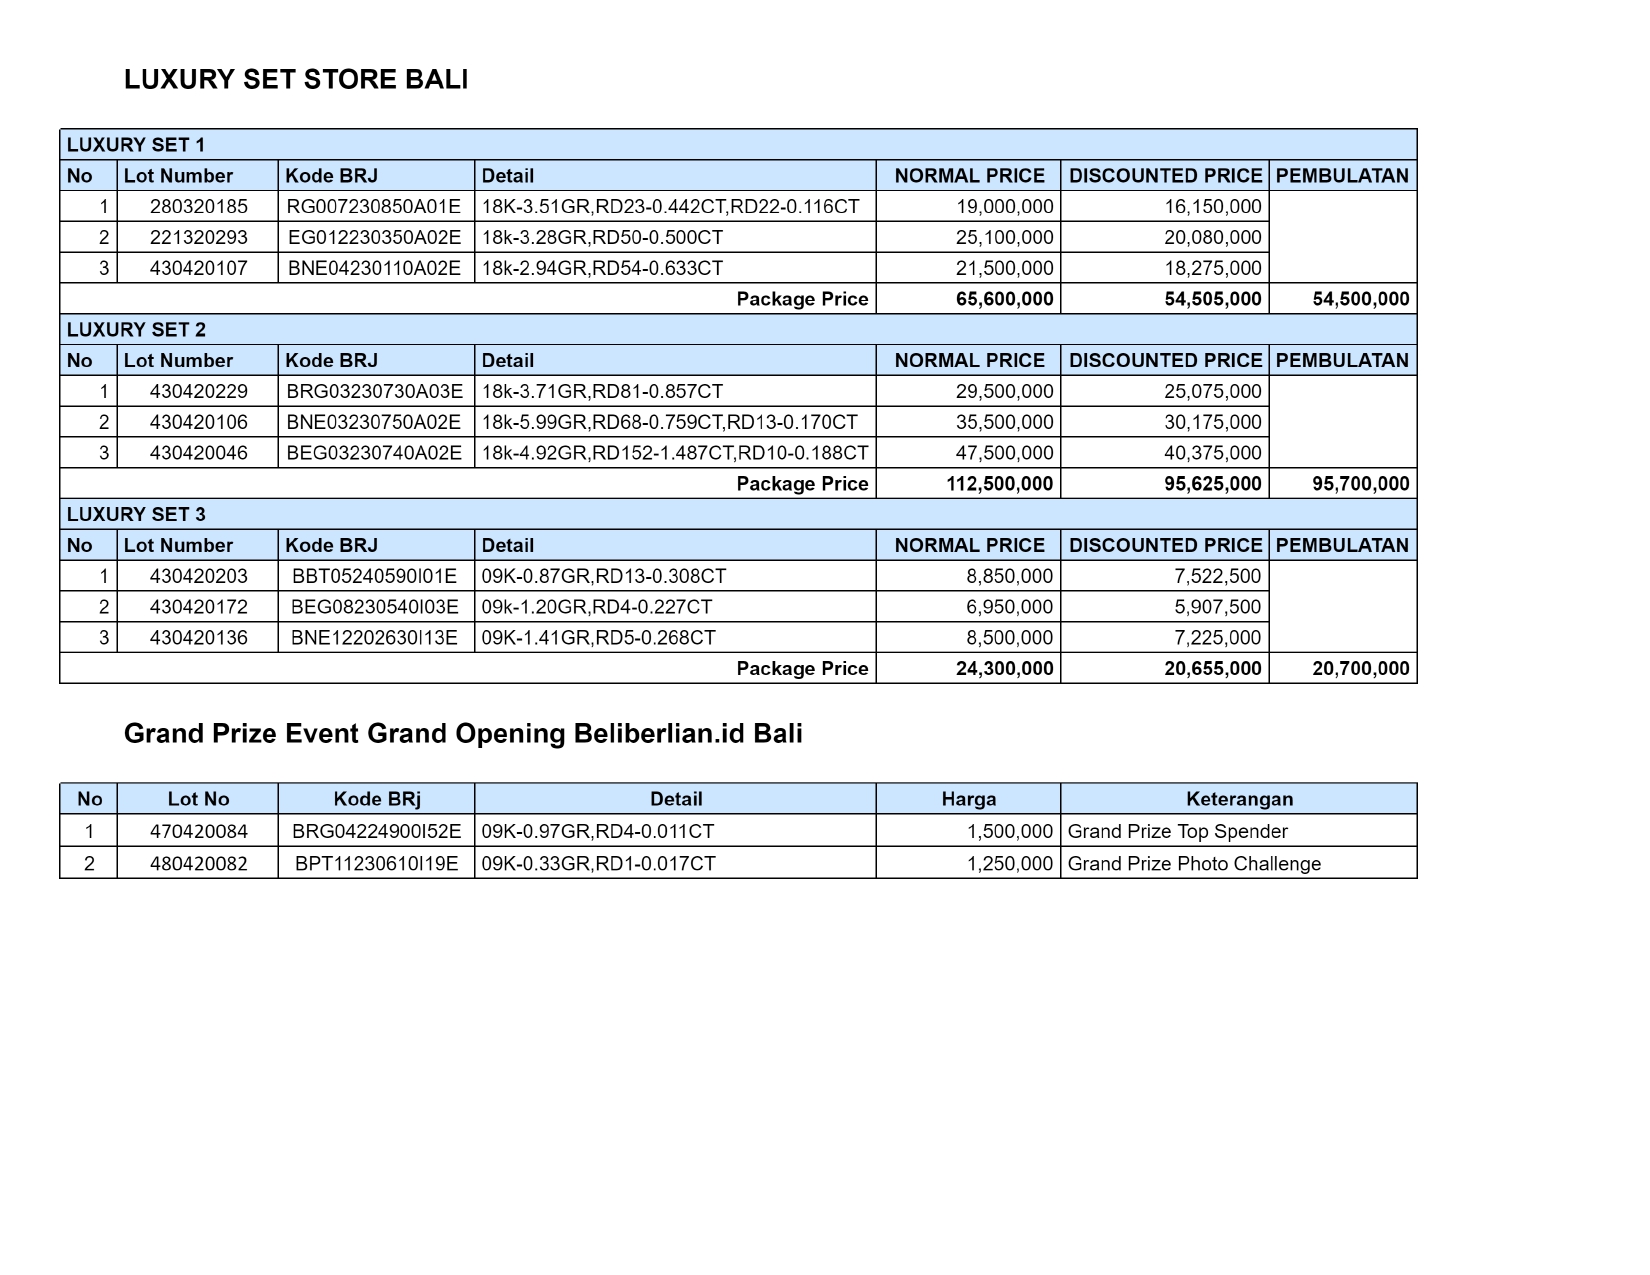 LUXURY SET STORE BALI
LUXURY SET 1
No Lot Number Kode BRJ Detail NORMAL PRICE DISCOUNTED PRICE PEMBULATAN
1 280320185 RG007230850A01E 18K-3.51GR,RD23-0.442CT,RD22-0.116CT 19,000,000 16,150,000
2 221320293 EG012230350A02E 18k-3.28GR,RD50-0.500CT 25,100,000 20,080,000
3 430420107 BNE04230110A02E 18k-2.94GR,RD54-0.633CT 21,500,000 18,275,000
Package Price 65,600,000 54,505,000 54,500,000
LUXURY SET 2
No Lot Number Kode BRJ Detail NORMAL PRICE DISCOUNTED PRICE PEMBULATAN
1 430420229 BRG03230730A03E 18k-3.71GR,RD81-0.857CT 29,500,000 25,075,000
2 430420106 BNE03230750A02E 18k-5.99GR,RD68-0.759CT,RD13-0.170CT 35,500,000 30,175,000
3 430420046 BEG03230740A02E 18k-4.92GR,RD152-1.487CT,RD10-0.188CT 47,500,000 40,375,000
Package Price 112,500,000 95,625,000 95,700,000
LUXURY SET 3
No Lot Number Kode BRJ Detail NORMAL PRICE DISCOUNTED PRICE PEMBULATAN
1 430420203 BBT05240590I01E 09K-0.87GR,RD13-0.308CT 8,850,000 7,522,500
2 430420172 BEG08230540I03E 09k-1.20GR,RD4-0.227CT 6,950,000 5,907,500
3 430420136 BNE12202630I13E 09K-1.41GR,RD5-0.268CT 8,500,000 7,225,000
Package Price 24,300,000 20,655,000 20,700,000
Grand Prize Event Grand Opening Beliberlian.id Bali
No Lot No Kode BRj Detail Harga Keterangan
1 470420084 BRG04224900I52E 09K-0.97GR,RD4-0.011CT 1,500,000 Grand Prize Top Spender
2 480420082 BPT11230610I19E 09K-0.33GR,RD1-0.017CT 1,250,000 Grand Prize Photo Challenge